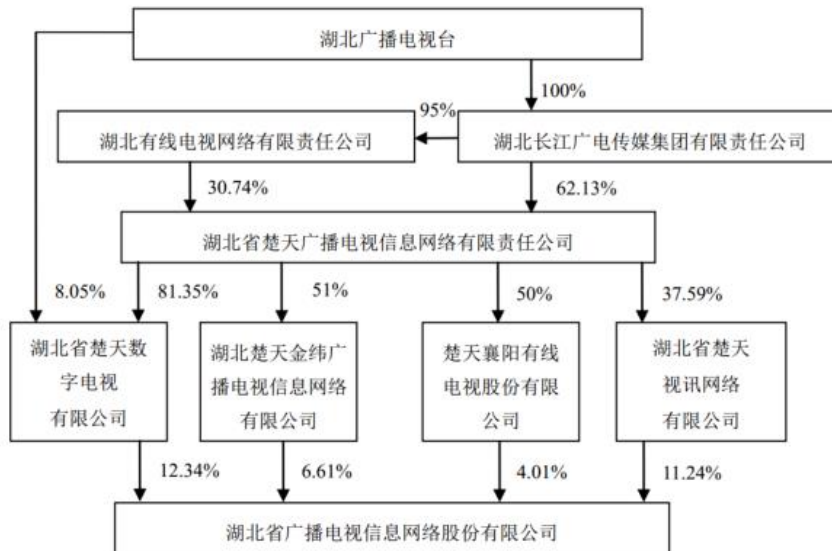 湖北广播电视台
100%
95%
湖北有线电视网络有限责任公司
湖北长江广电传媒集团有限责任公司
30.74%
62.13%
湖北省楚天广播电视信息网络有限责任公司
8.05%
81.35%
51%
50%
37.59%
湖北省楚天数
字电视
有限公司
湖北楚天金纬广
播电视信息网络
有限公司
楚天襄阳有线
电视股份有限
公司
湖北省楚天
视讯网络
有限公司
12.34%
6.61%
4.01%
11.24%
湖北省广播电视信息网络股份有限公司